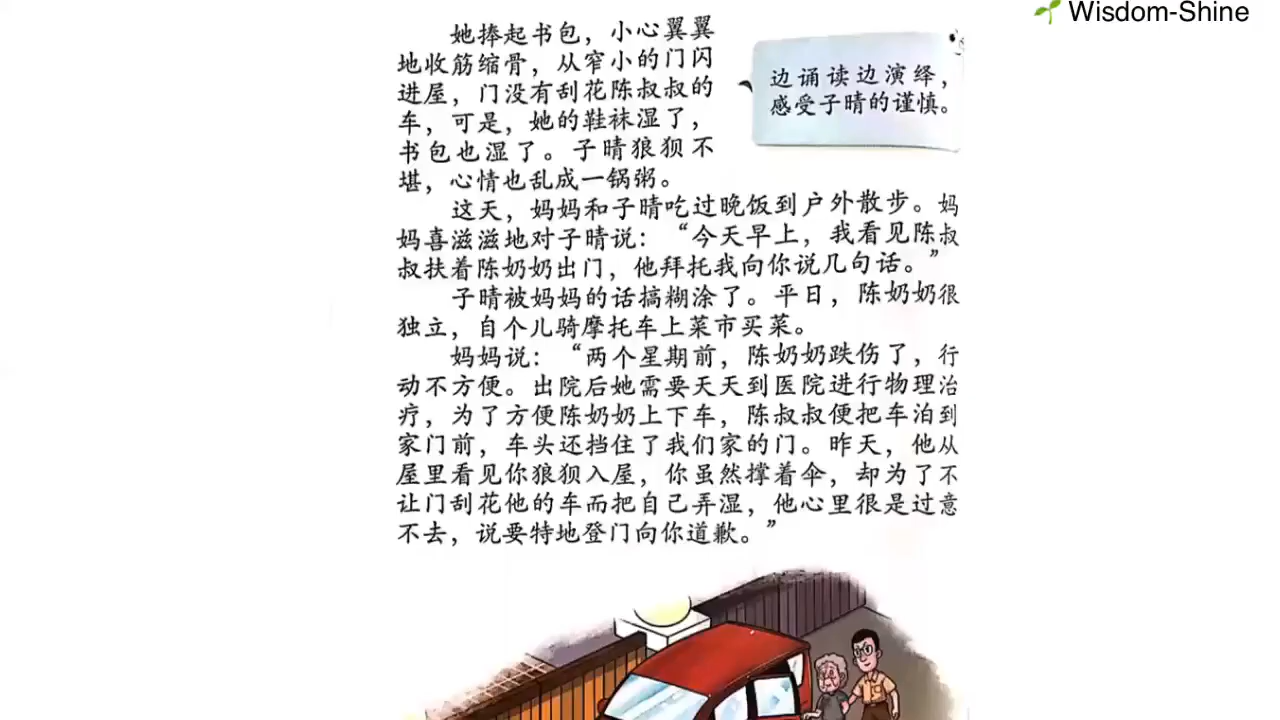 🌱 Wisdom-Shine
她捧起书包，小心翼翼
地收筋缩骨，从窄小的门闪
进屋，门没有刮花陈叔叔的
车，可是，她的鞋袜湿了，
书包也湿了。子晴狼狈不
堪，心情也乱成一锅粥。
边诵读边演绎，
感受子晴的谨慎。
这天，妈妈和子晴吃过晚饭到户外散步。妈
妈喜滋滋地对子晴说：“今天早上，我看见陈叔
叔扶着陈奶奶出门，他拜托我向你说几句话。”
子晴被妈妈的话搞糊涂了。平日，陈奶奶很
独立，自个儿骑摩托车上菜市买菜。
妈妈说：“两个星期前，陈奶奶跌伤了，行
动不方便。出院后她需要天天到医院进行物理治
疗，为了方便陈奶奶上下车，陈叔叔便把车泊到
家门前，车头还挡住了我们家的门。昨天，他从
屋里看见你狼狈入屋，你虽然撑着伞，却为了不
让门刮花他的车而把自己弄湿，他心里很是过意
不去，说要特地登门向你道歉。”